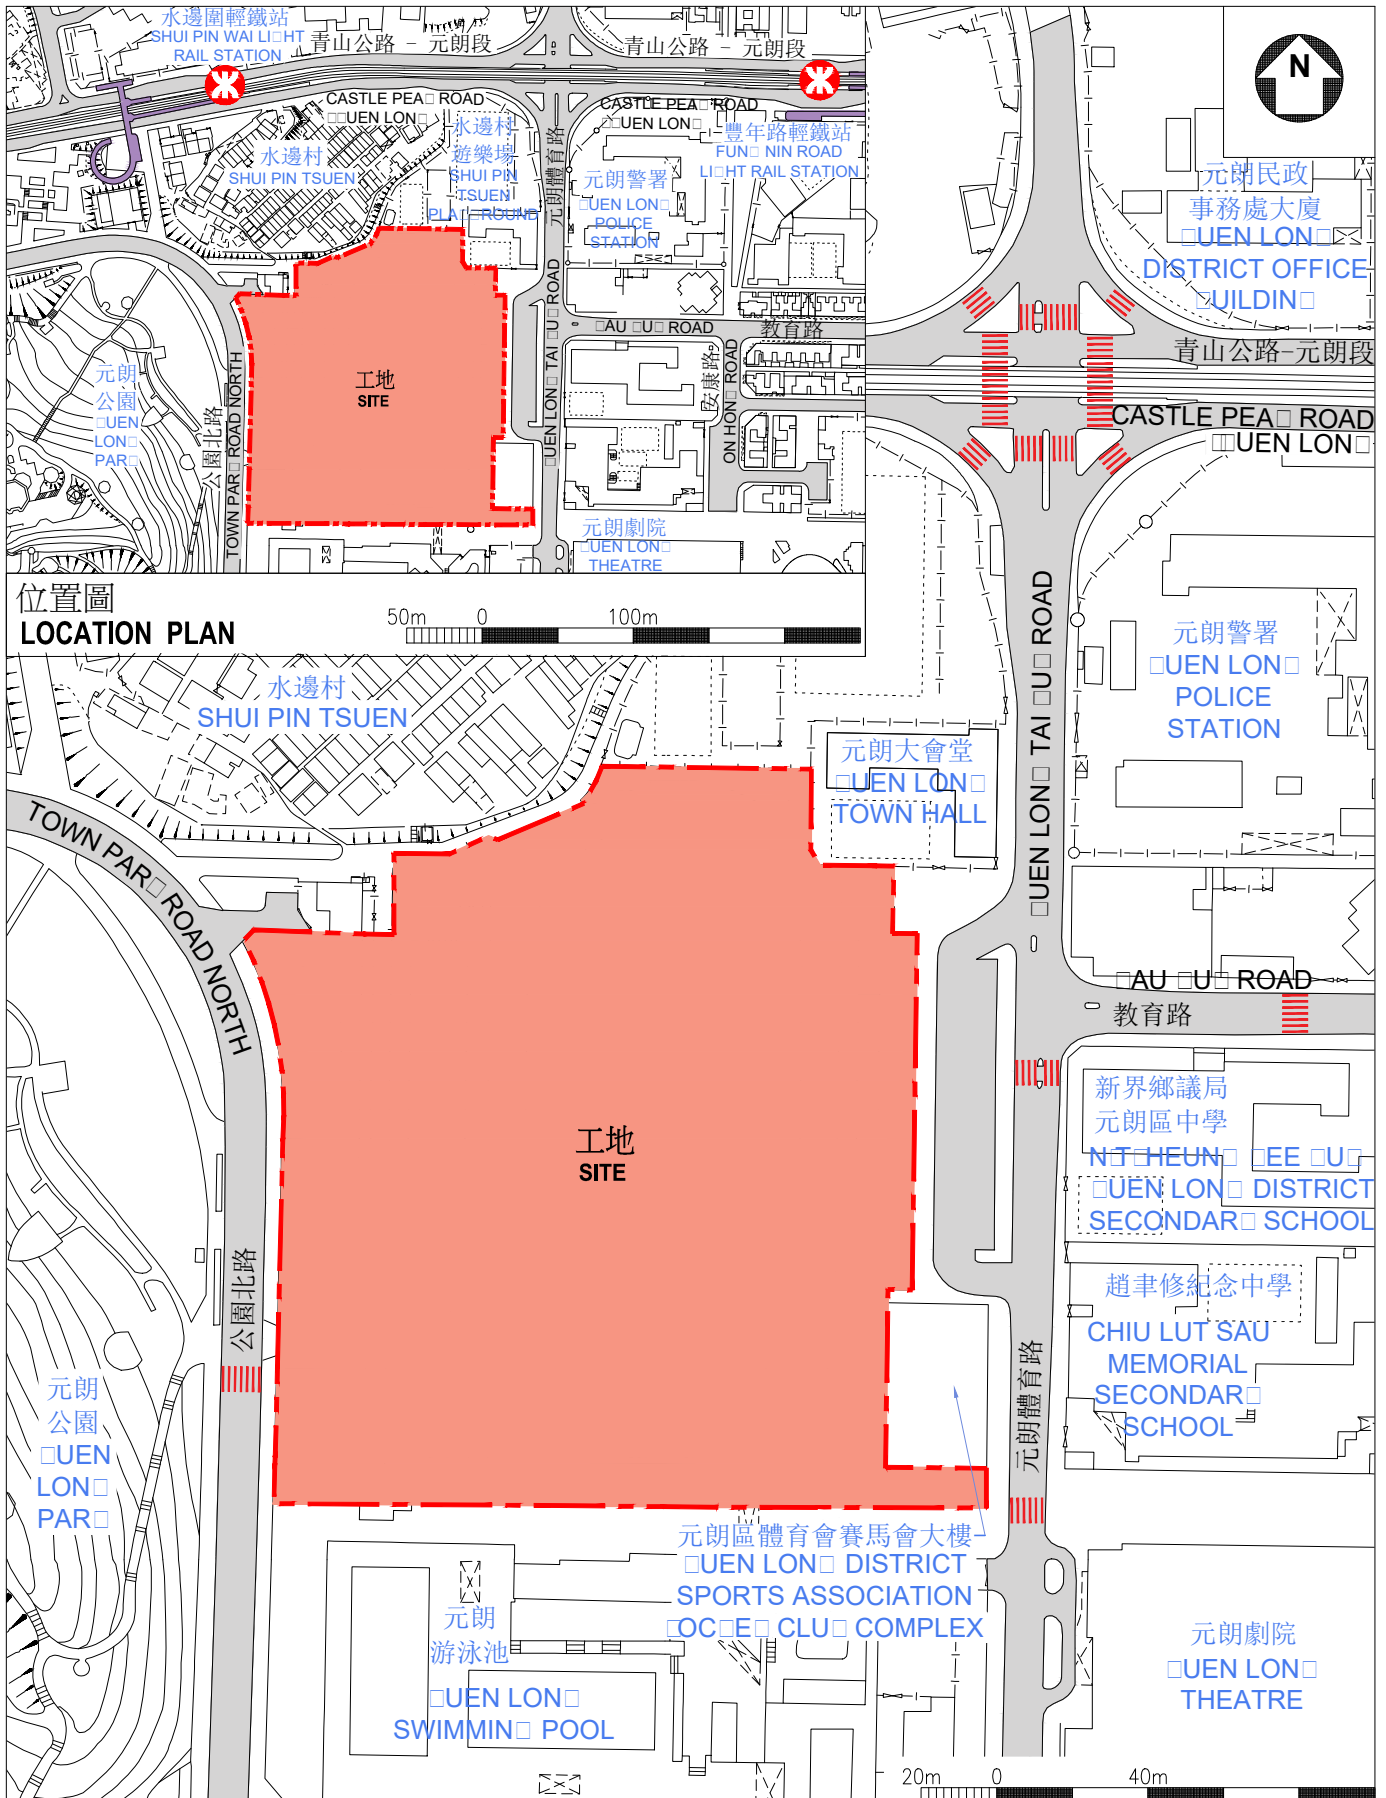 水邊圍輕鐵站
SHUI PIN WAI LI□HT
RAIL STATION
青山公路 - 元朗段
青山公路 - 元朗段
CASTLE PEA□ ROAD
□□UEN LON□
CASTLE PEA□ ROAD
□□UEN LON□
水邊村
SHUI PIN TSUEN
水邊村
遊樂場
SHUI PIN
TSUEN
PLA□□ROUND
元朗體育路
元朗警署
□UEN LON□
POLICE
STATION
豐年路輕鐵站
FUN□ NIN ROAD
LI□HT RAIL STATION
□AU □U□ ROAD
教育路
□UEN LON□ TAI □U□ ROAD
安康路
ON HON□ ROAD
元朗
公園
□UEN
LON□
PAR□
公園北路
TOWN PAR□ ROAD NORTH
工地
SITE
元朗劇院
□UEN LON□
THEATRE
位置圖
LOCATION PLAN
50m 0 100m
N
元朗民政
事務處大廈
□UEN LON□
DISTRICT OFFICE
□UILDIN□
青山公路-元朗段
CASTLE PEA□ ROAD
□□UEN LON□
水邊村
SHUI PIN TSUEN
元朗大會堂
□UEN LON□
TOWN HALL
□UEN LON□ TAI □U□ ROAD
元朗警署
□UEN LON□
POLICE
STATION
TOWN PAR□ ROAD NORTH
□AU □U□ ROAD
教育路
工地
SITE
新界鄉議局
元朗區中學
N□T□HEUN□ □EE □U□
□UEN LON□ DISTRICT
SECONDAR□ SCHOOL
趙聿修紀念中學
CHIU LUT SAU
MEMORIAL
SECONDAR□
SCHOOL
公園北路
元朗體育路
元朗
公園
□UEN
LON□
PAR□
元朗區體育會賽馬會大樓
□UEN LON□ DISTRICT
SPORTS ASSOCIATION
□OC□E□ CLU□ COMPLEX
元朗
游泳池
□UEN LON□
SWIMMIN□ POOL
元朗劇院
□UEN LON□
THEATRE
20m 0 40m